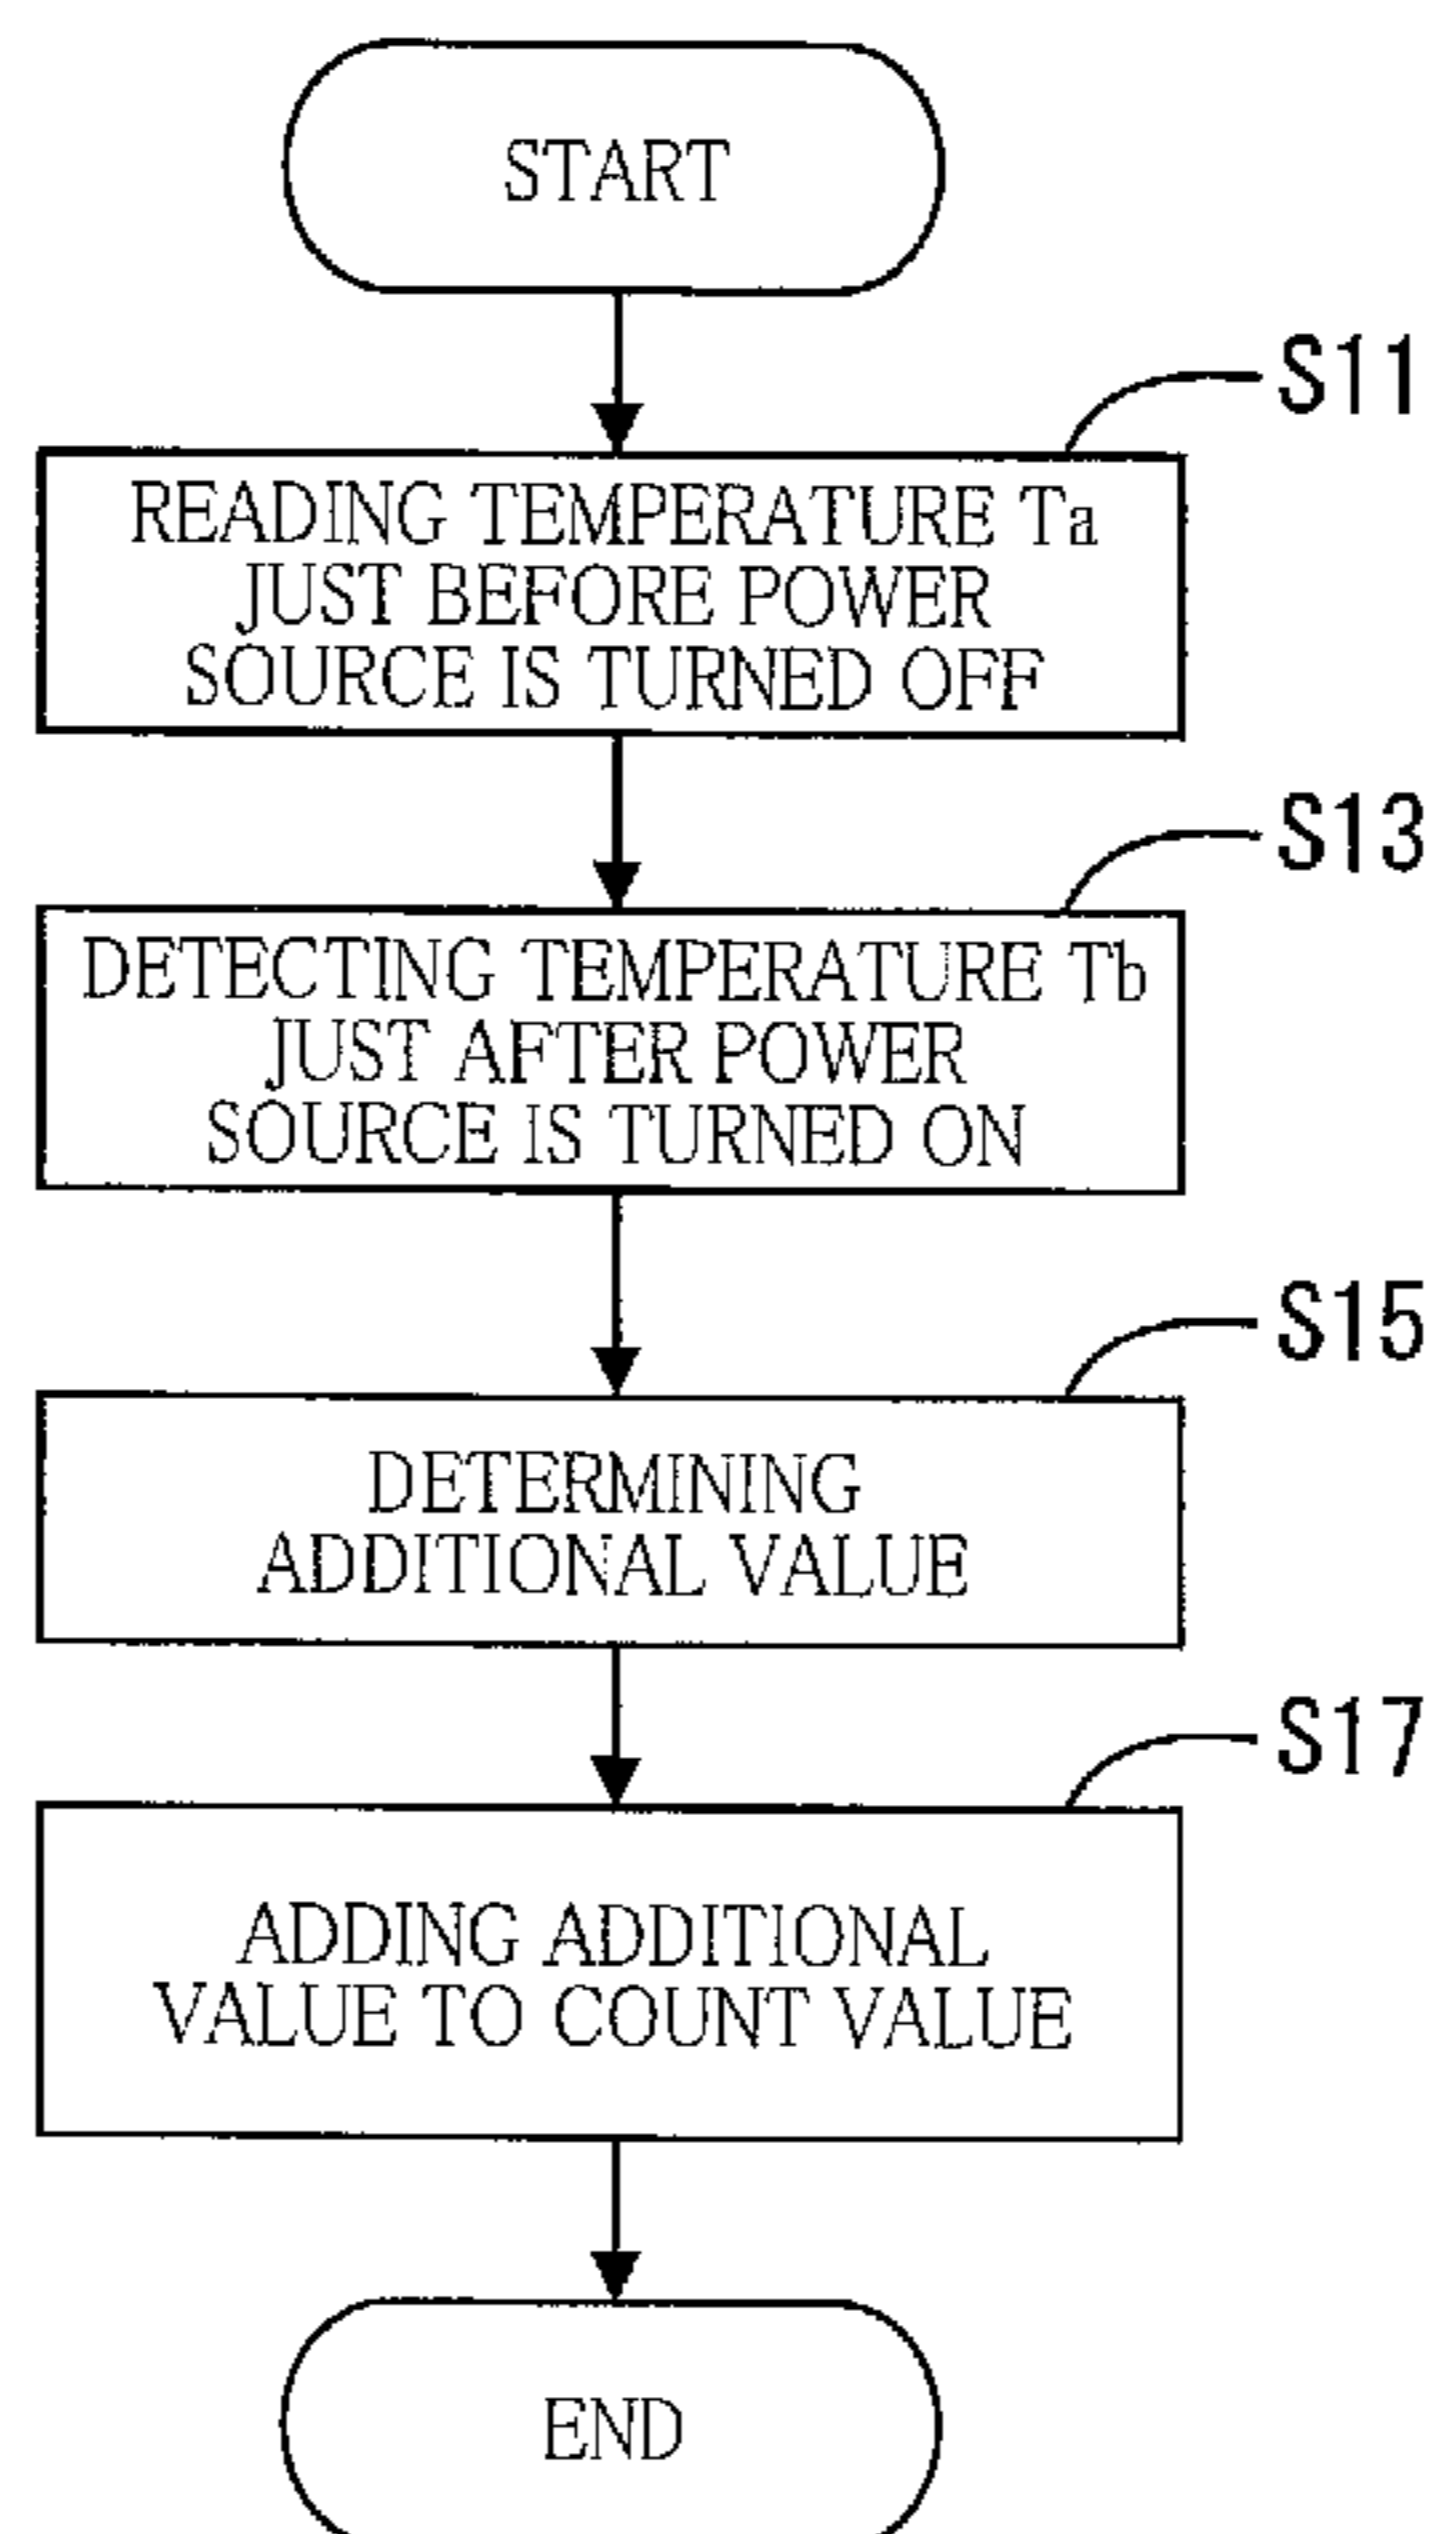 START
S11
READING TEMPERATURE Ta
JUST BEFORE POWER
SOURCE IS TURNED OFF
S13
DETECTING TEMPERATURE Tb
JUST AFTER POWER
SOURCE IS TURNED ON
S15
DETERMINING
ADDITIONAL VALUE
S17
ADDING ADDITIONAL
VALUE TO COUNT VALUE
END